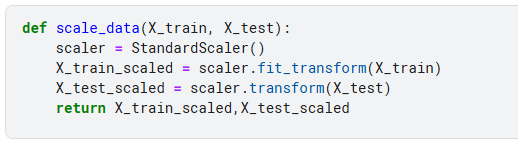 def scale_data(X_train, X_test):
    scaler = StandardScaler()
    X_train_scaled = scaler.fit_transform(X_train)
    X_test_scaled = scaler.transform(X_test)
    return X_train_scaled,X_test_scaled